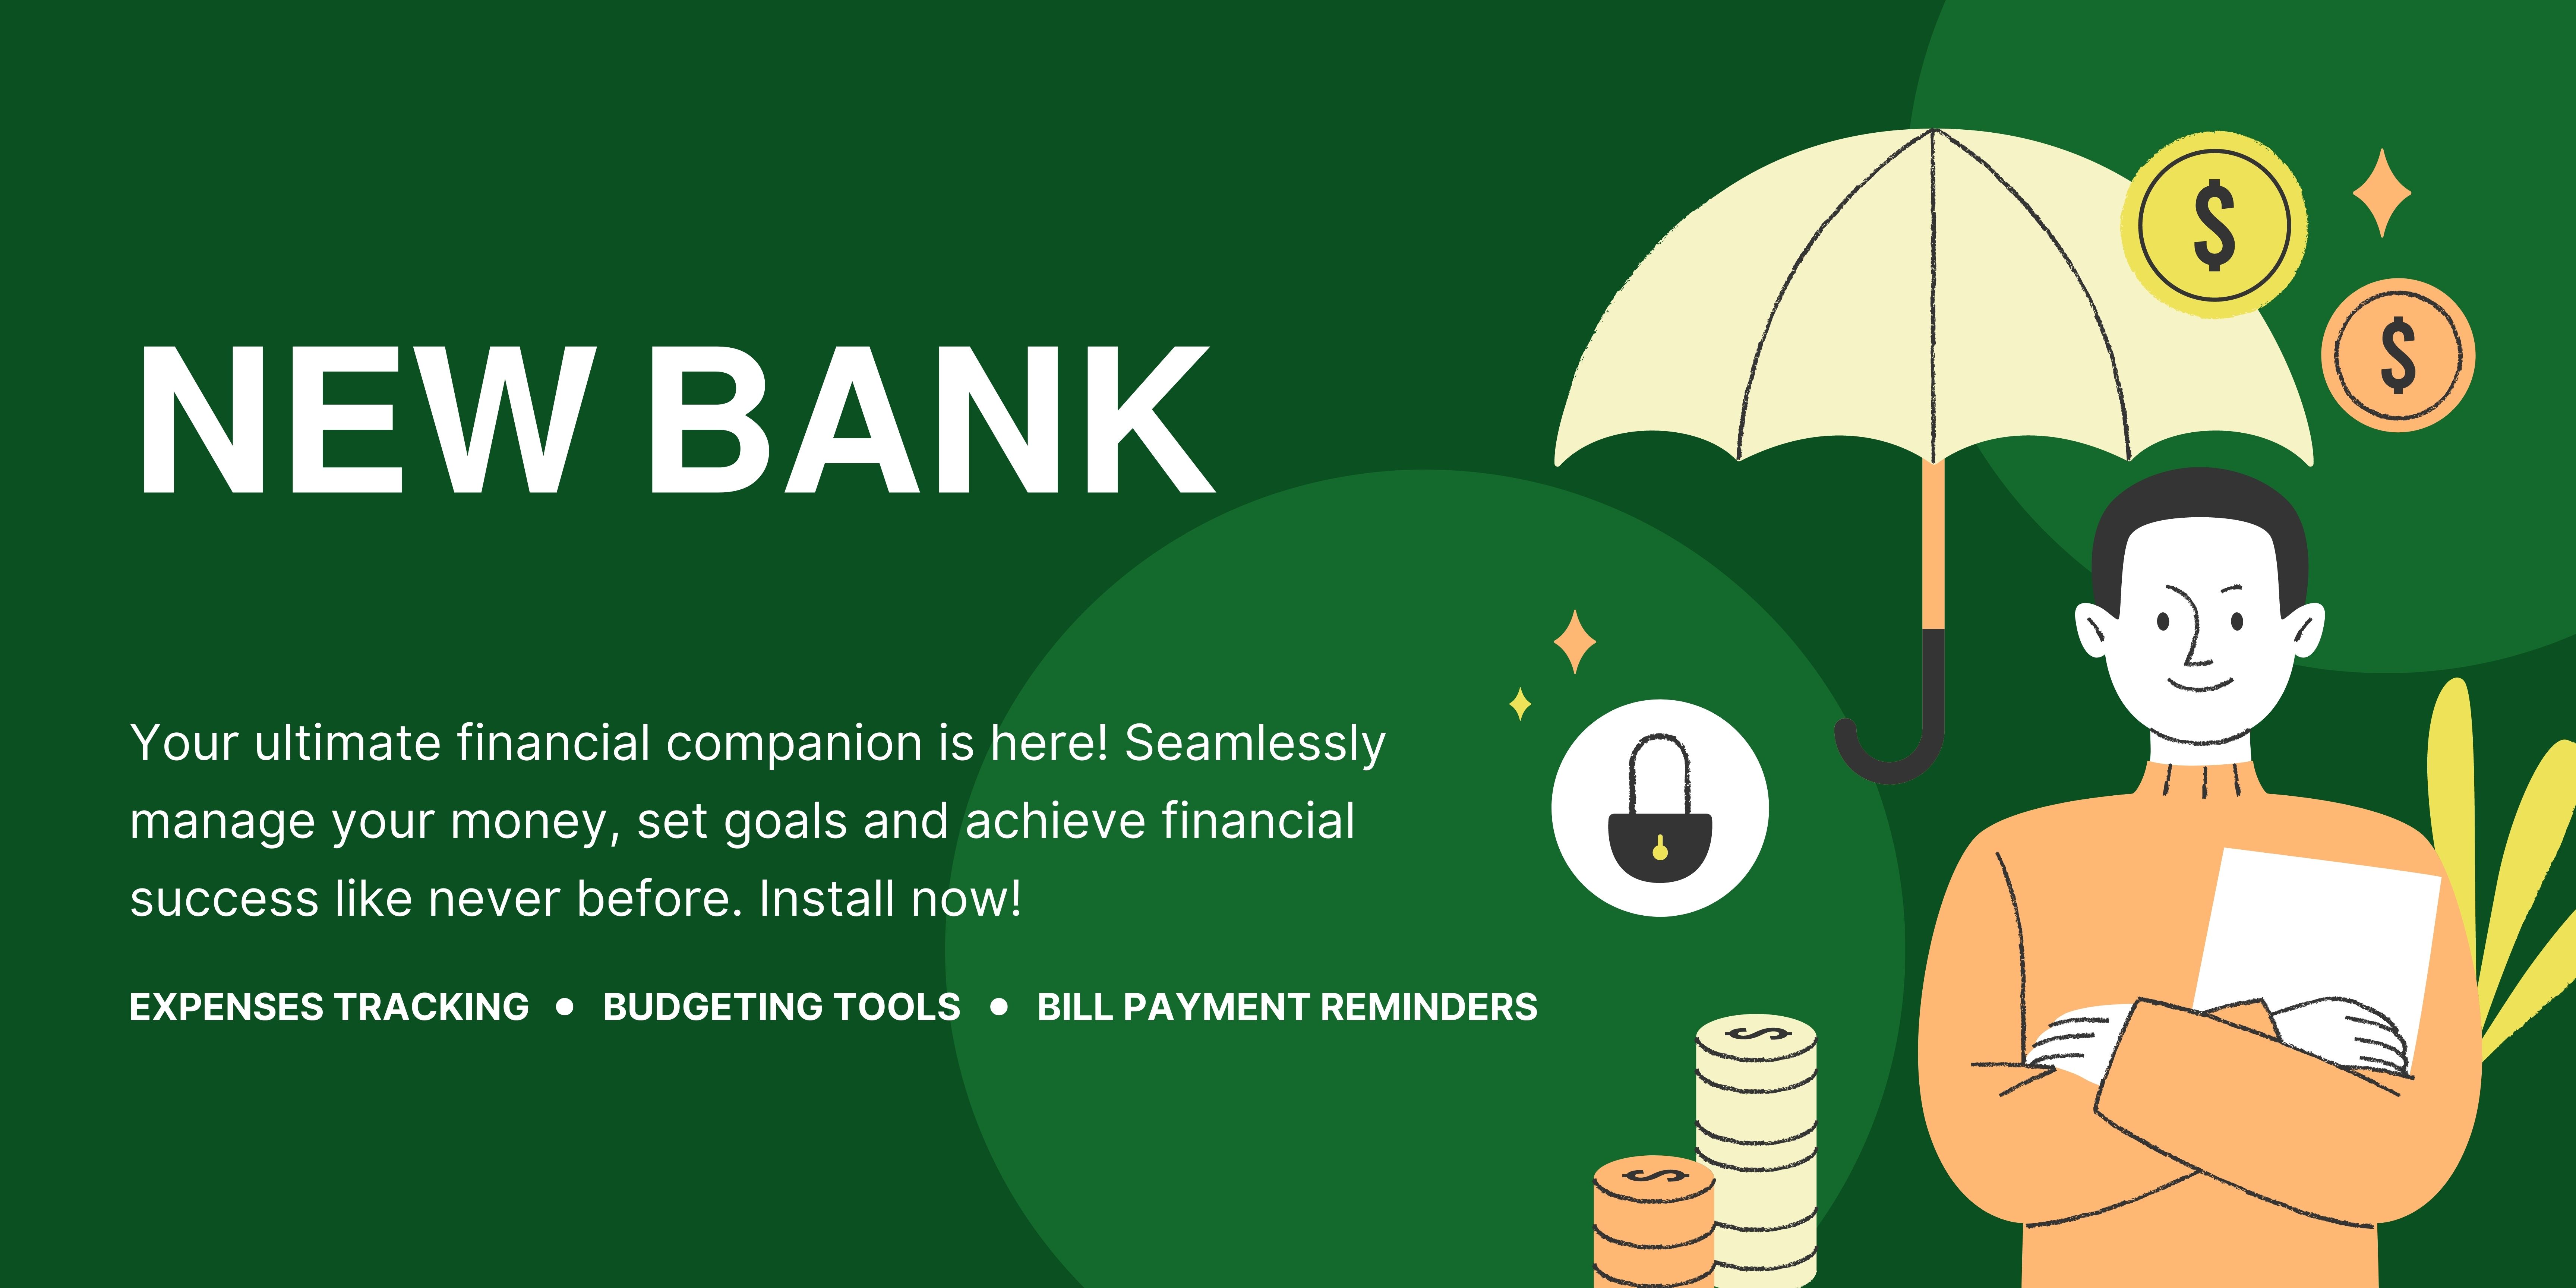 NEW BANK
Your ultimate financial companion is here! Seamlessly
manage your money, set goals and achieve financial
success like never before. Install now!
EXPENSES TRACKING • BUDGETING TOOLS • BILL PAYMENT REMINDERS
$
$
$
$